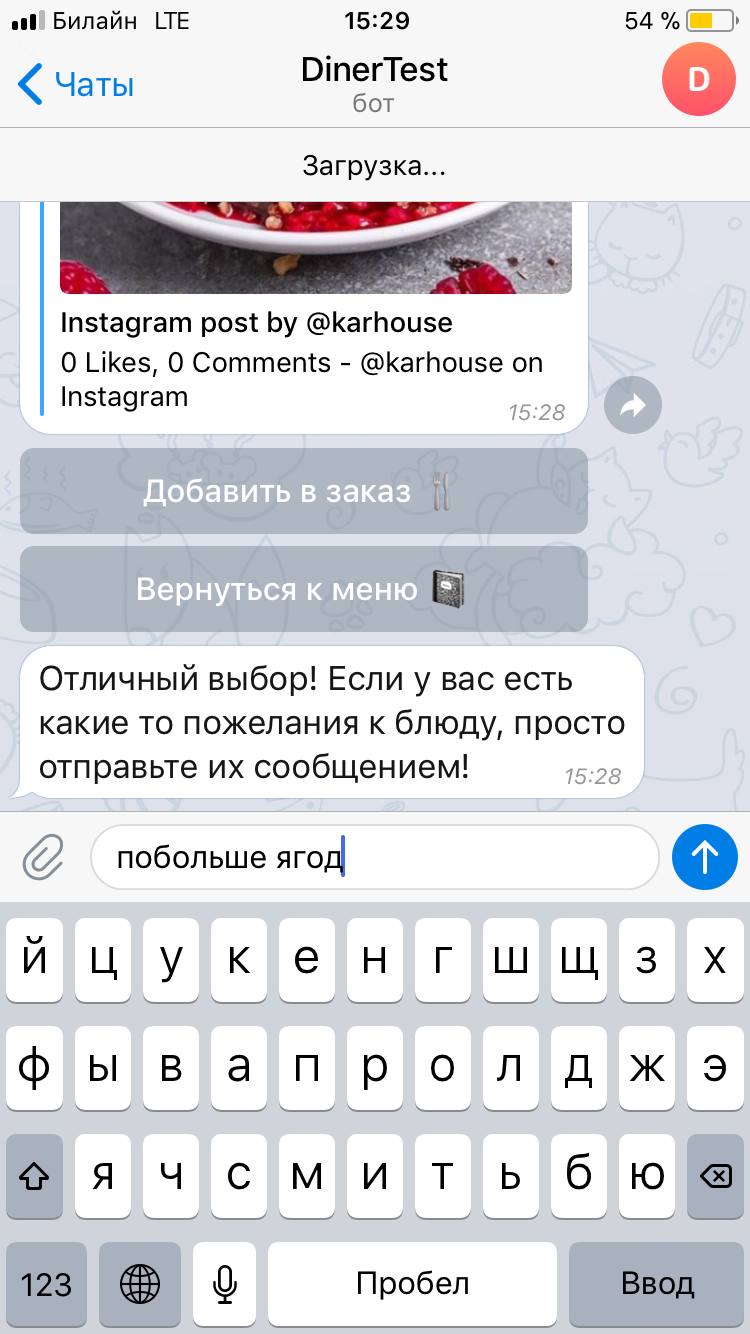 Билайн LTE 15:29 54 %
Чаты DinerTest D
бот
Загрузка...
Instagram post by @karhouse
0 Likes, 0 Comments - @karhouse on
Instagram 15:28
Добавить в заказ
Вернуться к меню
Отличный выбор! Если у вас есть
какие то пожелания к блюду, просто
отправьте их сообщением! 15:28
побольше ягод
й ц у к е н г ш щ з х
ф ы в а п р о л д ж э
я ч с м и т ь б ю
123 Пробел Ввод